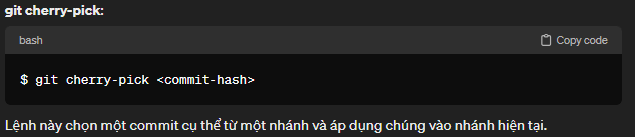 git cherry-pick:
bash
Copy code
$ git cherry-pick <commit-hash>
Lệnh này chọn một commit cụ thể từ một nhánh và áp dụng chúng vào nhánh hiện tại.